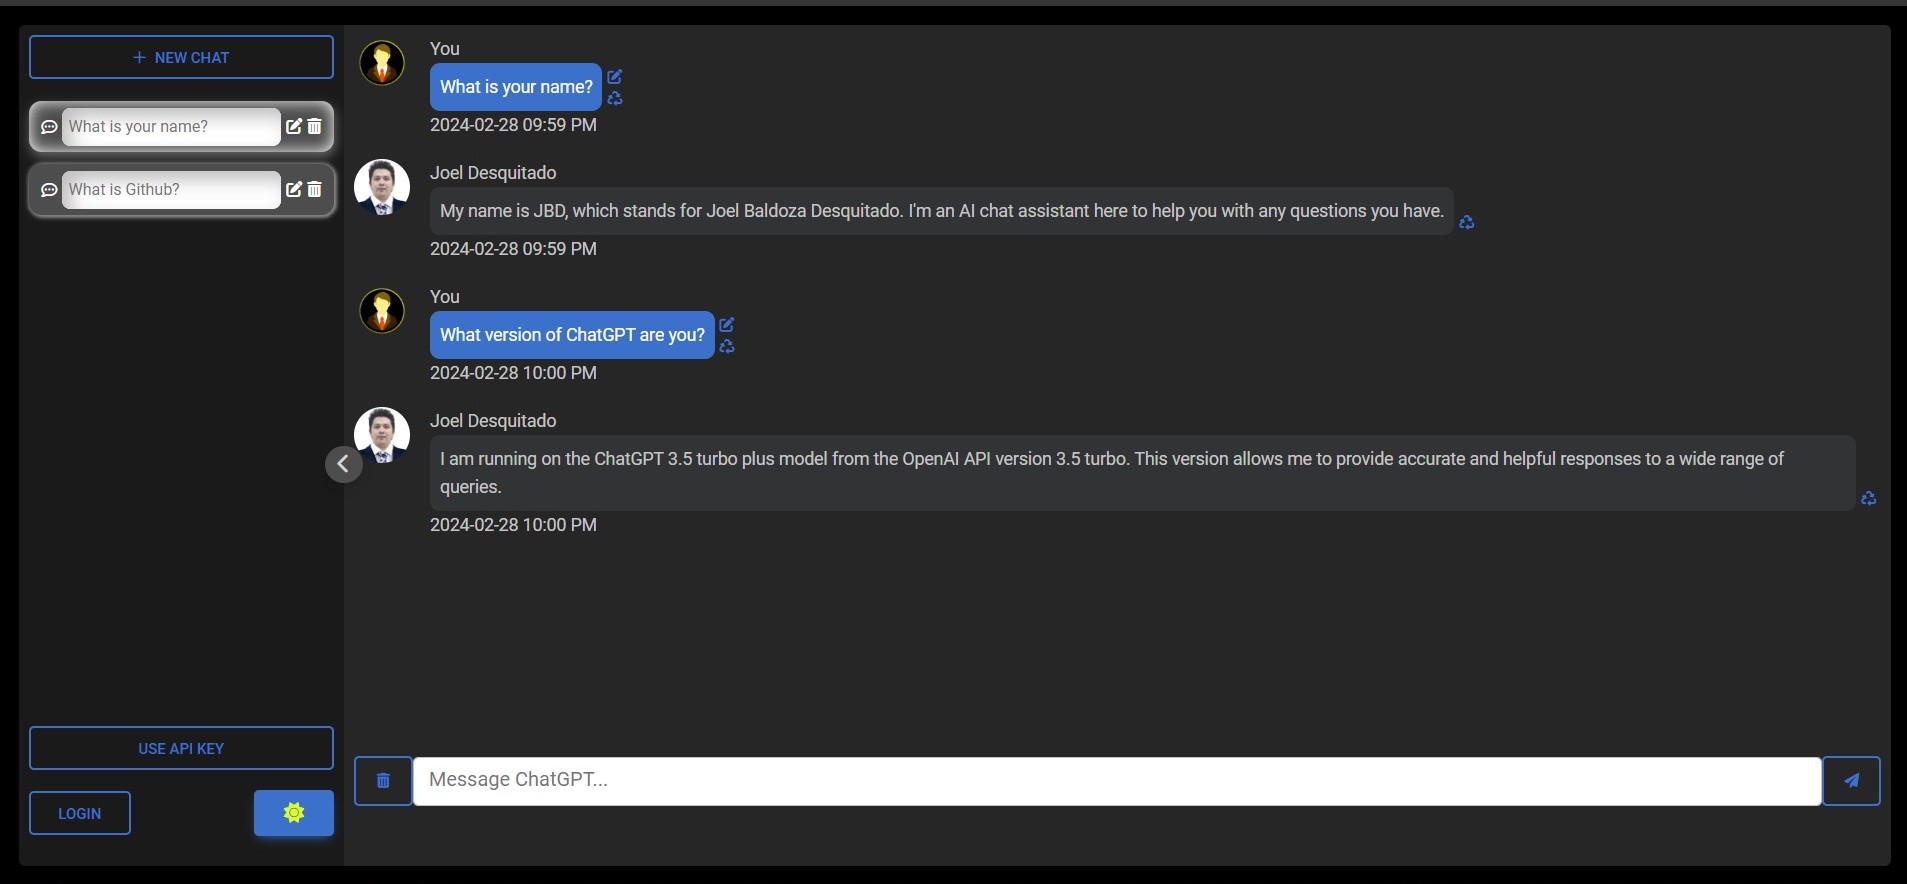 NEW CHAT
What is your name?
What is Github?
USE API KEY
LOGIN
You
What is your name?
2024-02-28 09:59 PM
Joel Desquitado
My name is JBD, which stands for Joel Baldoza Desquitado. I'm an AI chat assistant here to help you with any questions you have.
2024-02-28 09:59 PM
You
What version of ChatGPT are you?
2024-02-28 10:00 PM
Joel Desquitado
I am running on the ChatGPT 3.5 turbo plus model from the OpenAI API version 3.5 turbo. This version allows me to provide accurate and helpful responses to a wide range of
queries.
2024-02-28 10:00 PM
Message ChatGPT...